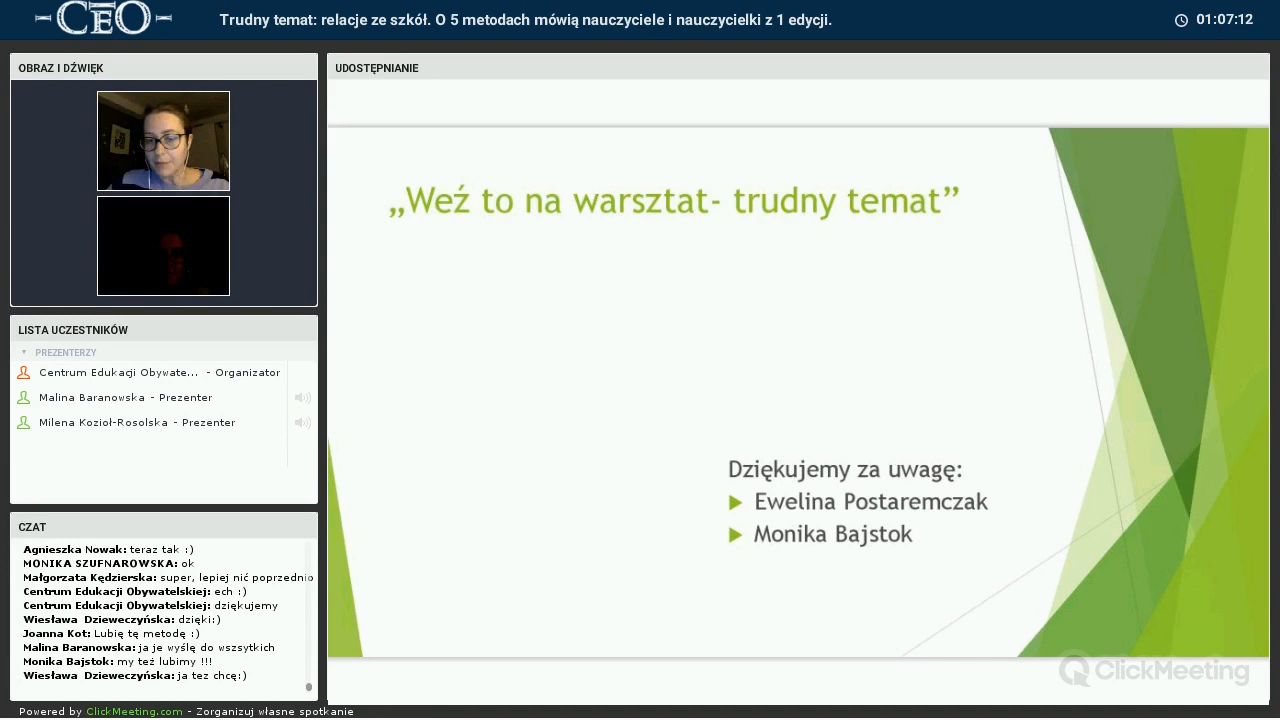 CEO
Trudny temat: relacje ze szkół. O 5 metodach mówią nauczyciele i nauczycielki z 1 edycji.
01:07:12
OBRAZ I DŹWIĘK
UDOSTĘPNIANIE
„Weź to na warsztat- trudny temat”
Dziękujemy za uwagę:
Ewelina Postaremczak
Monika Bajstok
ClickMeeting
LISTA UCZESTNIKÓW
PREZENTERZY
Centrum Edukacji Obywate... - Organizator
Malina Baranowska - Prezenter
Milena Kozioł-Rosolska - Prezenter
CZAT
Agnieszka Nowak: teraz tak :)
MONIKA SZUFNAROWSKA: ok
Małgorzata Kędzierska: super, lepiej nić poprzednio
Centrum Edukacji Obywatelskiej: ech :)
Centrum Edukacji Obywatelskiej: dziękujemy
Wiesława Dzieweczyńska: dzięki:)
Joanna Kot: Lubię tę metodę :)
Malina Baranowska: ja je wyślę do wszsytkich
Monika Bajstok: my też lubimy !!!
Wiesława Dzieweczyńska: ja tez chcę:)
Powered by ClickMeeting.com - Zorganizuj własne spotkanie